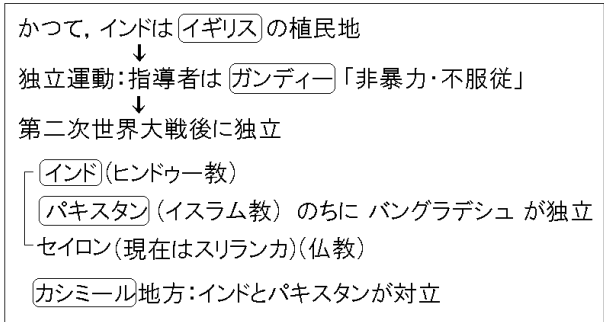 かつて，インドはイギリスの植民地
↓
独立運動：指導者はガンディー「非暴力・不服従」
↓
第二次世界大戦後に独立
インド(ヒンドゥー教)
パキスタン(イスラム教) のちに バングラデシュ が独立
セイロン(現在はスリランカ)(仏教)
カシミール地方：インドとパキスタンが対立